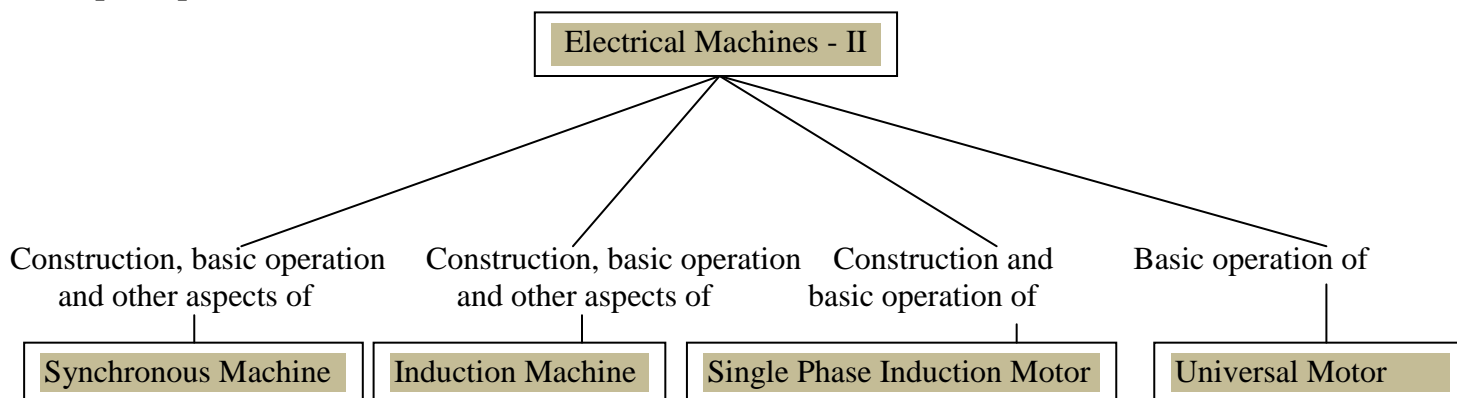 Electrical Machines - II
Construction, basic operation
and other aspects of
Construction, basic operation
and other aspects of
Construction and
basic operation of
Basic operation of
Synchronous Machine
Induction Machine
Single Phase Induction Motor
Universal Motor